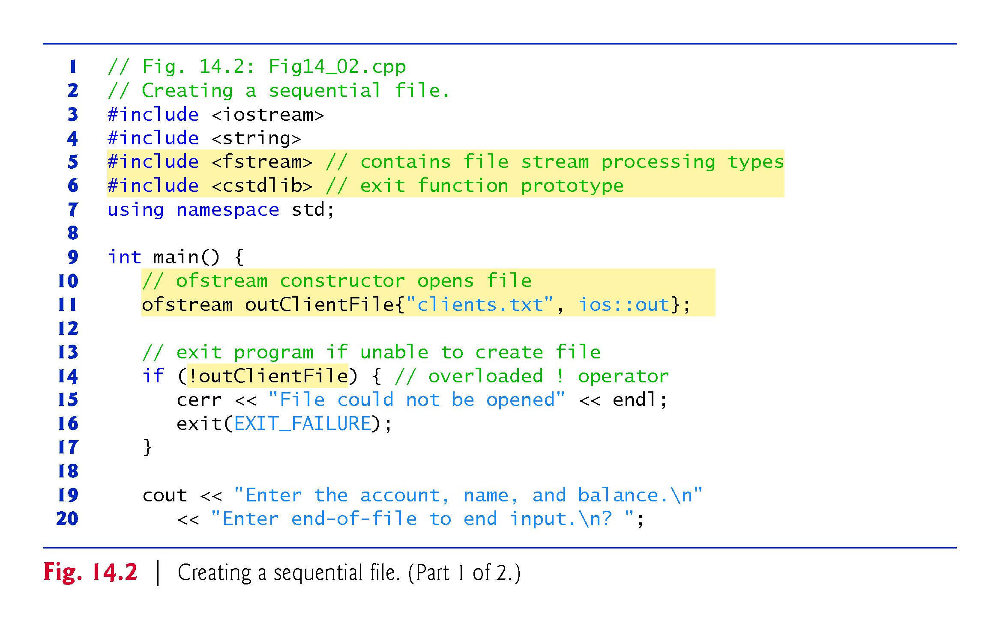 1 // Fig. 14.2: Fig14_02.cpp
2 // Creating a sequential file.
3 #include <iostream>
4 #include <string>
5 #include <fstream> // contains file stream processing types
6 #include <cstdlib> // exit function prototype
7 using namespace std;
8
9 int main() {
10    // ofstream constructor opens file
11    ofstream outClientFile{"clients.txt", ios::out};
12
13    // exit program if unable to create file
14    if (!outClientFile) { // overloaded ! operator
15       cerr << "File could not be opened" << endl;
16       exit(EXIT_FAILURE);
17    }
18
19    cout << "Enter the account, name, and balance.\n"
20       << "Enter end-of-file to end input.\n? ";
Fig. 14.2 | Creating a sequential file. (Part 1 of 2.)